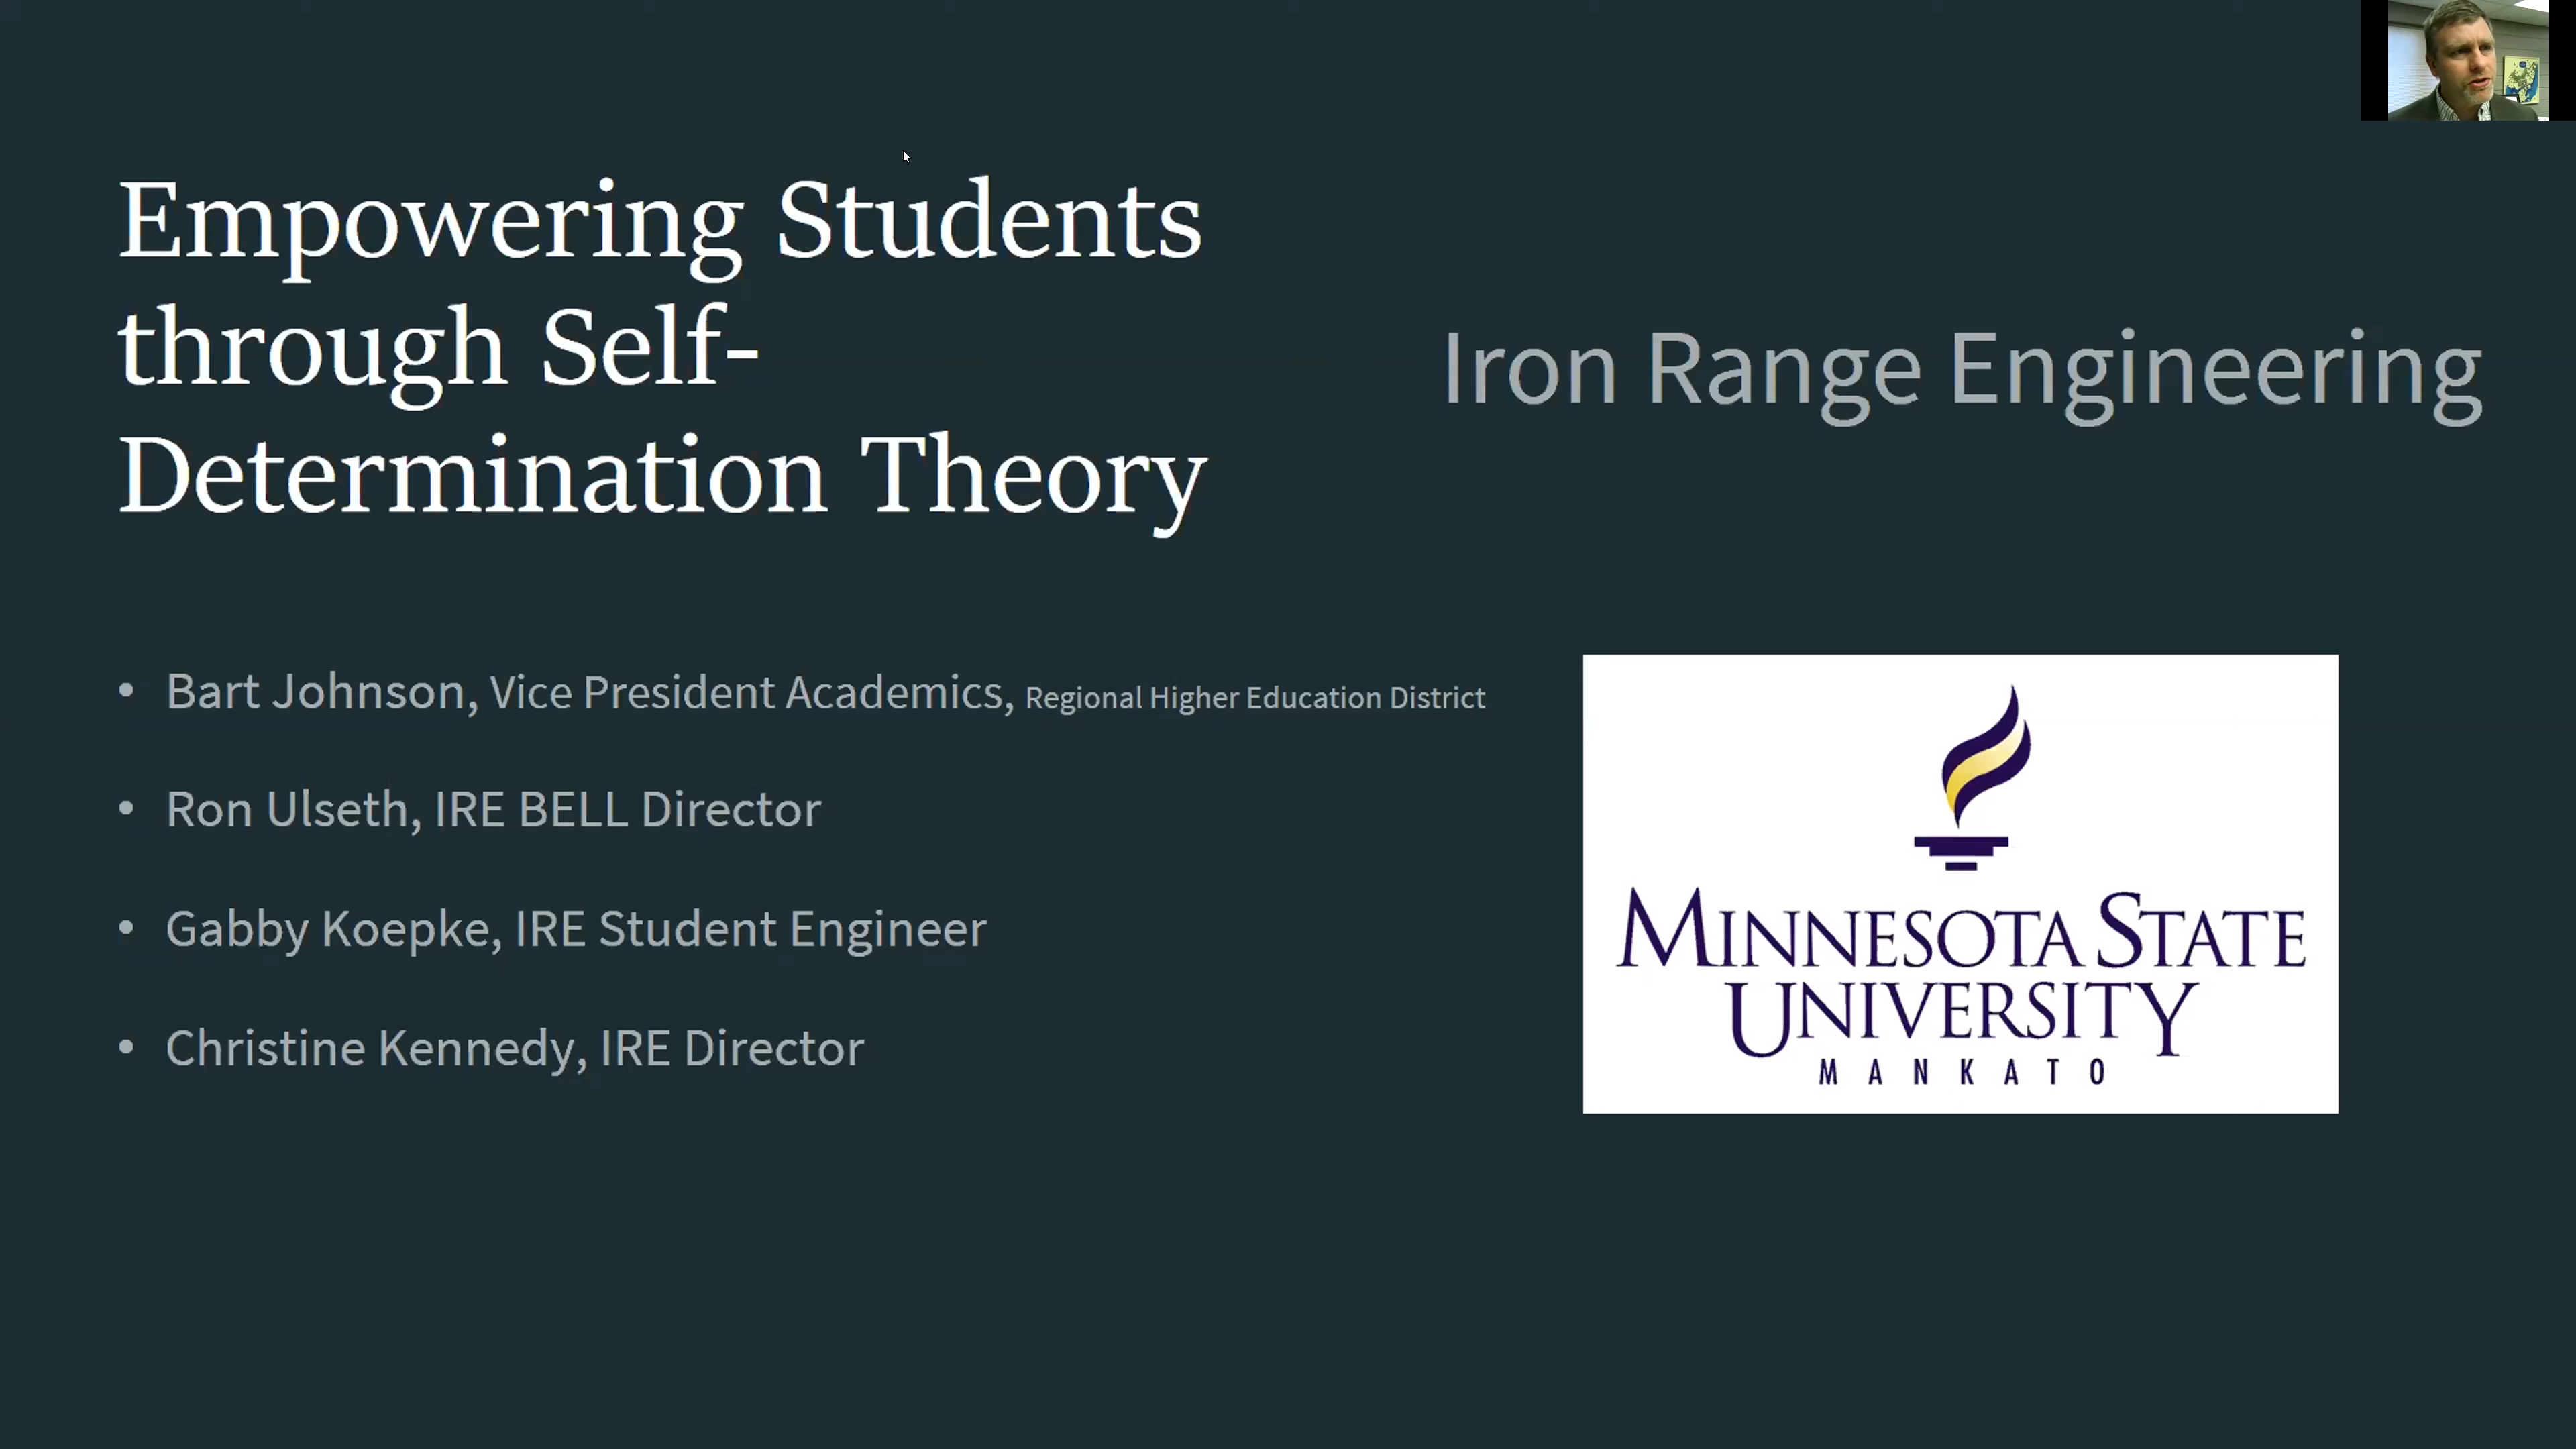 Empowering Students
through Self-
Determination Theory
Iron Range Engineering
• Bart Johnson, Vice President Academics, Regional Higher Education District
• Ron Ulseth, IRE BELL Director
• Gabby Koepke, IRE Student Engineer
• Christine Kennedy, IRE Director
MINNESOTA STATE
UNIVERSITY
MANKATO